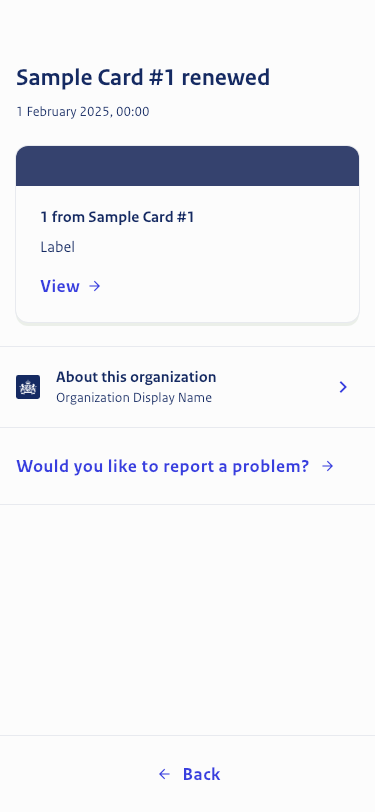 Sample Card #1 renewed
1 February 2025, 00:00
1 from Sample Card #1
Label
View
About this organization
Organization Display Name
Would you like to report a problem?
Back